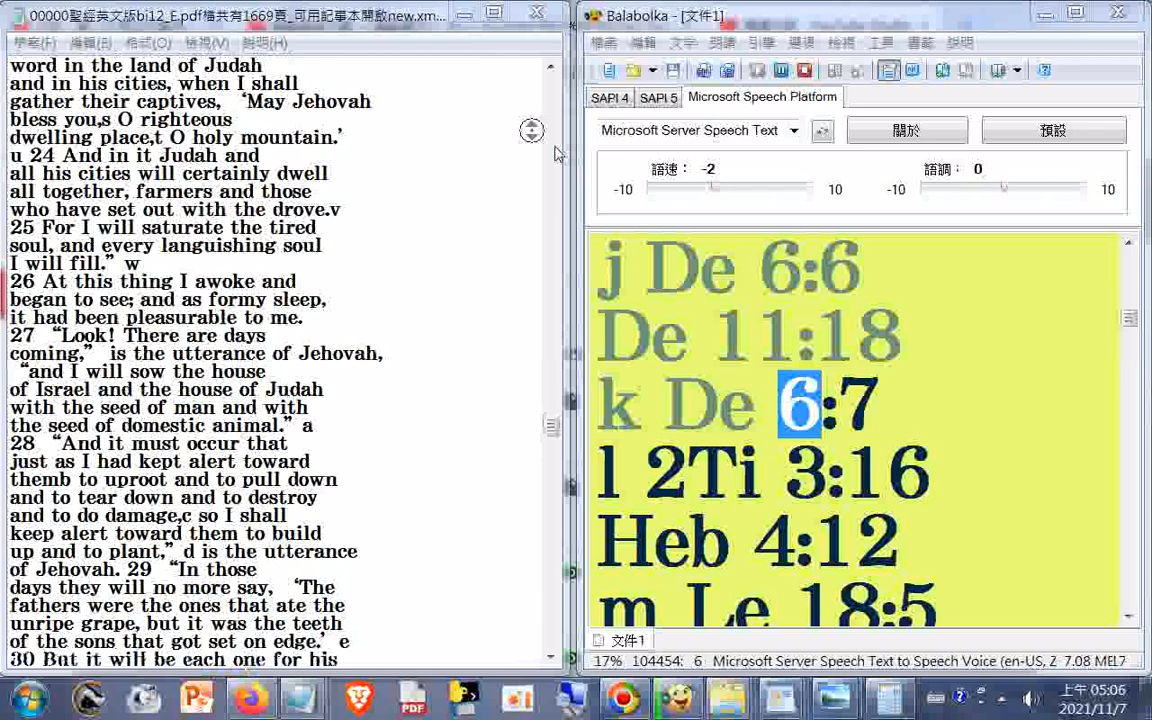 00000聖經英文版bi12_E.pdf檔共有1669頁_可用記事本開啟new.xm...
檔案(F) 編輯(E) 格式(O) 檢視(V) 說明(H)
word in the land of Judah
and in his cities, when I shall
gather their captives, ‘May Jehovah
bless you,s O righteous
dwelling place,t O holy mountain.’
u 24 And in it Judah and
all his cities will certainly dwell
all together, farmers and those
who have set out with the drove.v
25 For I will saturate the tired
soul, and every languishing soul
I will fill.” w
26 At this thing I awoke and
began to see; and as formy sleep,
it had been pleasurable to me.
27 “Look! There are days
coming,” is the utterance of Jehovah,
“and I will sow the house
of Israel and the house of Judah
with the seed of man and with
the seed of domestic animal.” a
28 “And it must occur that
just as I had kept alert toward
themb to uproot and to pull down
and to tear down and to destroy
and to do damage,c so I shall
keep alert toward them to build
up and to plant,” d is the utterance
of Jehovah. 29 “In those
days they will no more say, ‘The
fathers were the ones that ate the
unripe grape, but it was the teeth
of the sons that got set on edge.’ e
30 But it will be each one for his
Balabolka - [文件1]
檔案 編輯 文字 朗讀 引擎 選項 檢視 工具 書籤 說明
SAPI 4 SAPI 5 Microsoft Speech Platform
Microsoft Server Speech Text 關於 預設
語速： -2 語調： 0
-10 10 -10 10
j De 6:6
De 11:18
k De 6:7
l 2Ti 3:16
Heb 4:12
m Le 18:5
文件1
17% 104454: 6 Microsoft Server Speech Text to Speech Voice (en-US, Z 7.08 ME17
PDF
上午 05:06
2021/11/7